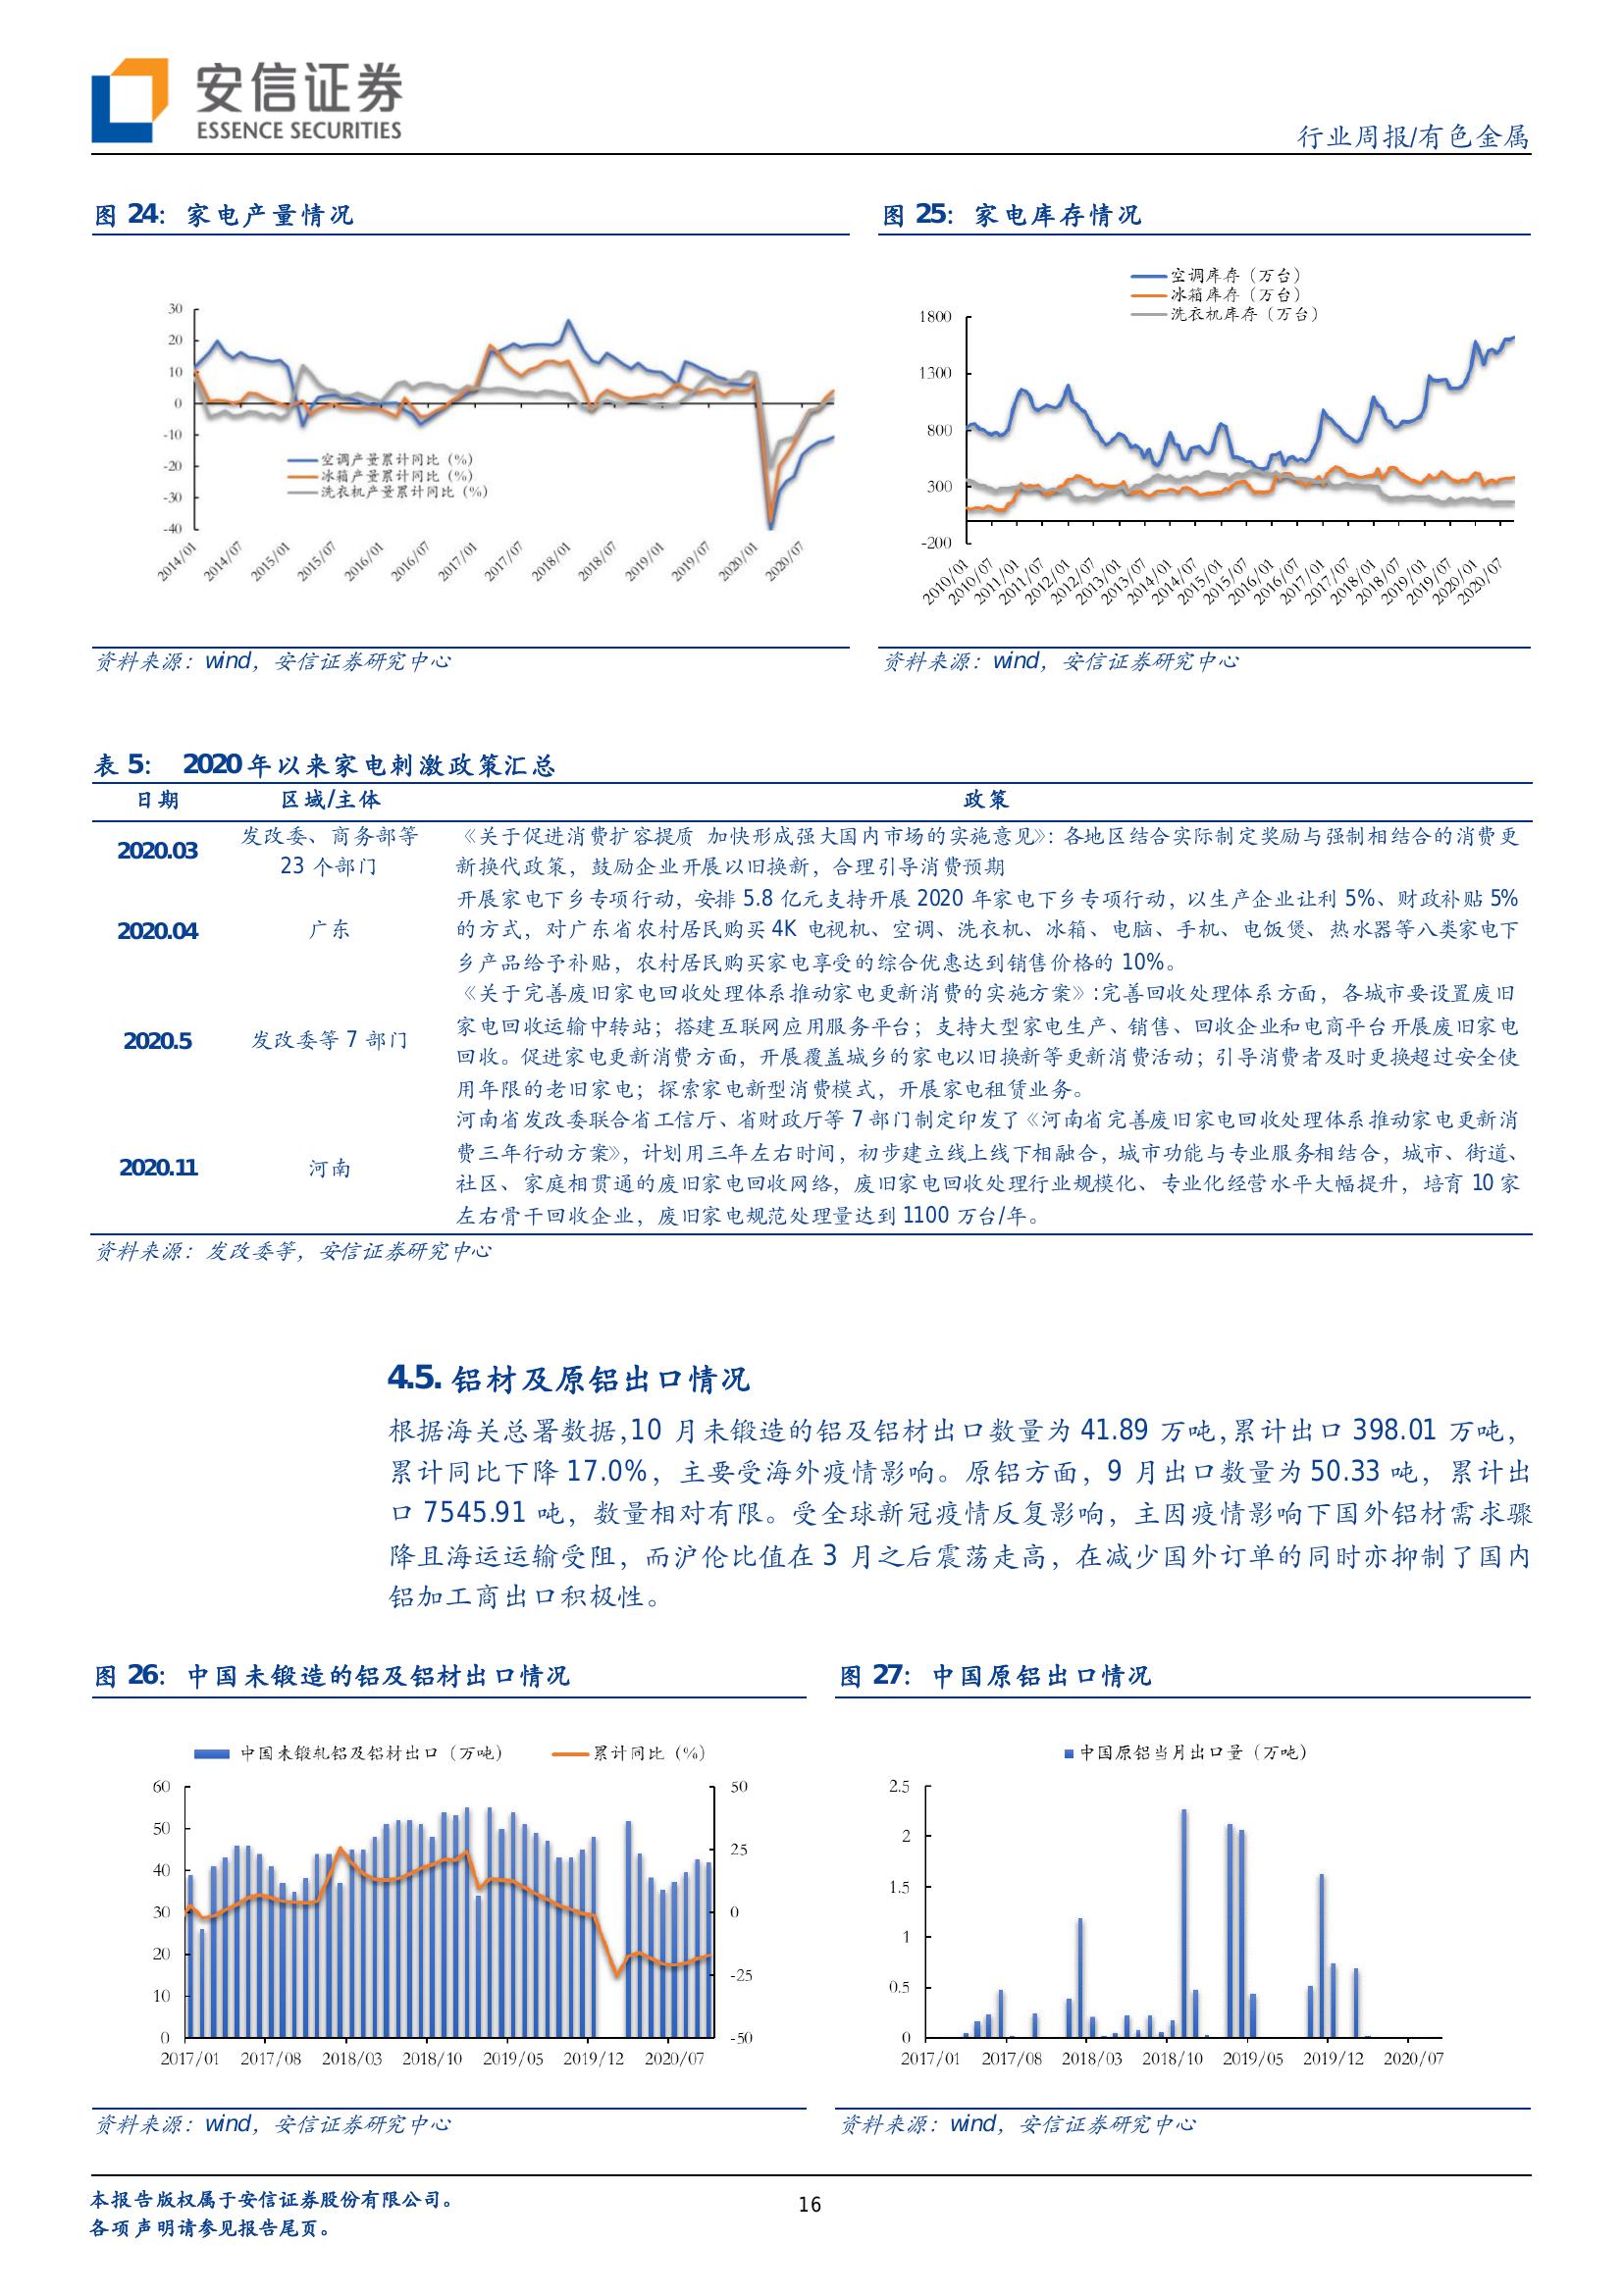 安信证券
ESSENCE SECURITIES
行业周报/有色金属
图 24：家电产量情况
30
20
10
0
-10
-20
-30
-40
空调产量累计同比（%）
冰箱产量累计同比（%）
洗衣机产量累计同比（%）
2014/01
2014/07
2015/01
2015/07
2016/01
2016/07
2017/01
2017/07
2018/01
2018/07
2019/01
2019/07
2020/01
2020/07
资料来源：wind，安信证券研究中心
图 25：家电库存情况
空调库存（万台）
冰箱库存（万台）
洗衣机库存（万台）
1800
1300
800
300
-200
2010/01
2010/07
2011/01
2011/07
2012/01
2012/07
2013/01
2013/07
2014/01
2014/07
2015/01
2015/07
2016/01
2016/07
2017/01
2017/07
2018/01
2018/07
2019/01
2019/07
2020/01
2020/07
资料来源：wind，安信证券研究中心
表 5： 2020 年以来家电刺激政策汇总
日期 区域/主体 政策
2020.03
发改委、商务部等
23 个部门
《关于促进消费扩容提质 加快形成强大国内市场的实施意见》：各地区结合实际制定奖励与强制相结合的消费更
新换代政策，鼓励企业开展以旧换新，合理引导消费预期
2020.04
广东
开展家电下乡专项行动，安排 5.8 亿元支持开展 2020 年家电下乡专项行动，以生产企业让利 5%、财政补贴 5%
的方式，对广东省农村居民购买 4K 电视机、空调、洗衣机、冰箱、电脑、手机、电饭煲、热水器等八类家电下
乡产品给予补贴，农村居民购买家电享受的综合优惠达到销售价格的 10%。
2020.5
发改委等 7 部门
《关于完善废旧家电回收处理体系推动家电更新消费的实施方案》:完善回收处理体系方面，各城市要设置废旧
家电回收运输中转站；搭建互联网应用服务平台；支持大型家电生产、销售、回收企业和电商平台开展废旧家电
回收。促进家电更新消费方面，开展覆盖城乡的家电以旧换新等更新消费活动；引导消费者及时更换超过安全使
用年限的老旧家电；探索家电新型消费模式，开展家电租赁业务。
2020.11
河南
河南省发改委联合省工信厅、省财政厅等 7 部门制定印发了《河南省完善废旧家电回收处理体系推动家电更新消
费三年行动方案》，计划用三年左右时间，初步建立线上线下相融合，城市功能与专业服务相结合，城市、街道、
社区、家庭相贯通的废旧家电回收网络，废旧家电回收处理行业规模化、专业化经营水平大幅提升，培育 10 家
左右骨干回收企业，废旧家电规范处理量达到 1100 万台/年。
资料来源：发改委等，安信证券研究中心
4.5. 铝材及原铝出口情况
根据海关总署数据，10 月未锻造的铝及铝材出口数量为 41.89 万吨，累计出口 398.01 万吨，
累计同比下降 17.0%，主要受海外疫情影响。原铝方面，9 月出口数量为 50.33 吨，累计出
口 7545.91 吨，数量相对有限。受全球新冠疫情反复影响，主因疫情影响下国外铝材需求骤
降且海运运输受阻，而沪伦比值在 3 月之后震荡走高，在减少国外订单的同时亦抑制了国内
铝加工商出口积极性。
图 26：中国未锻造的铝及铝材出口情况
中国未锻轧铝及铝材出口（万吨）
累计同比（%）
60
50
40
30
20
10
0
50
25
0
-25
-50
2017/01
2017/08
2018/03
2018/10
2019/05
2019/12
2020/07
资料来源：wind，安信证券研究中心
图 27：中国原铝出口情况
中国原铝当月出口量（万吨）
2.5
2
1.5
1
0.5
0
2017/01
2017/08
2018/03
2018/10
2019/05
2019/12
2020/07
资料来源：wind，安信证券研究中心
本报告版权属于安信证券股份有限公司。
各项声明请参见报告尾页。
16